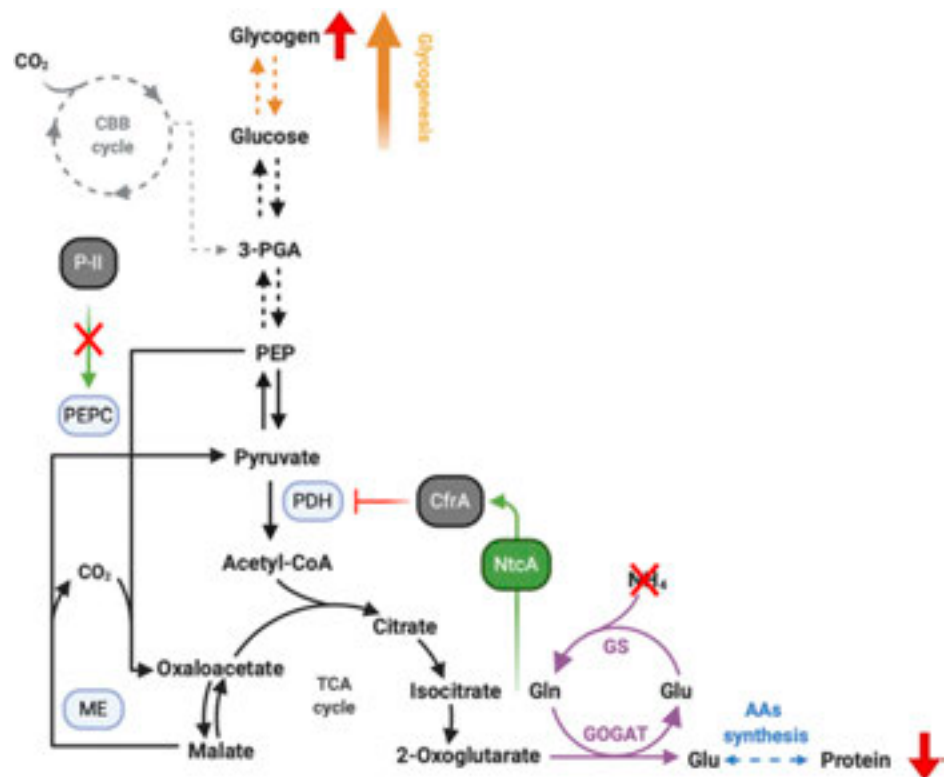 Glycogen
Glycogenesis
CO₂
CBB
cycle
Glucose
3-PGA
P-II
PEP
PEPC
Pyruvate
PDH
CfrA
Acetyl-CoA
NtcA
CO₂
NH₄
Citrate
GS
Oxaloacetate
TCA
cycle
Isocitrate
Gln
Glu
ME
AAs
synthesis
GOGAT
Malate
2-Oxoglutarate
Glu
Protein